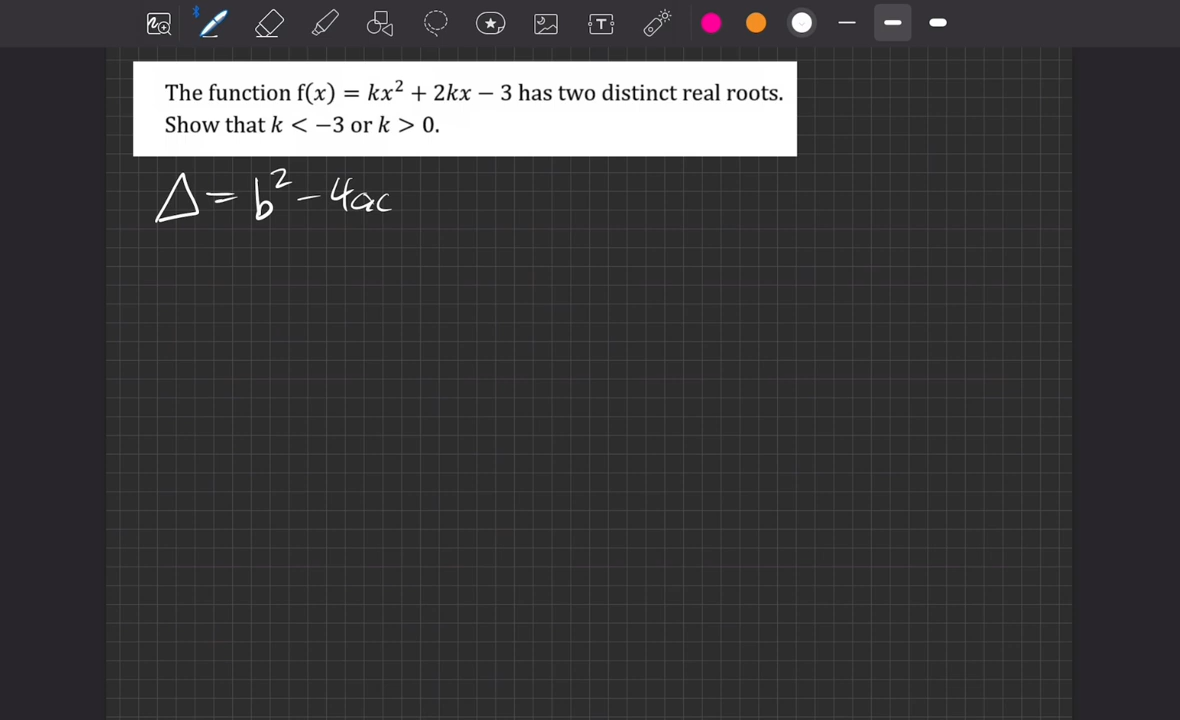 The function f(x) = kx² + 2kx − 3 has two distinct real roots.
Show that k < −3 or k > 0.
Δ = b² − 4ac